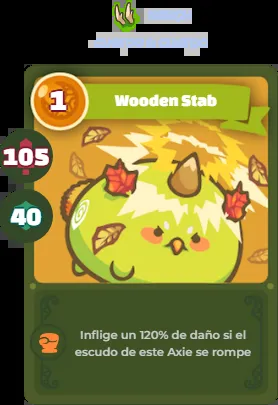 1
Wooden Stab
105
40
Inflige un 120% de daño si el
escudo de este Axie se rompe